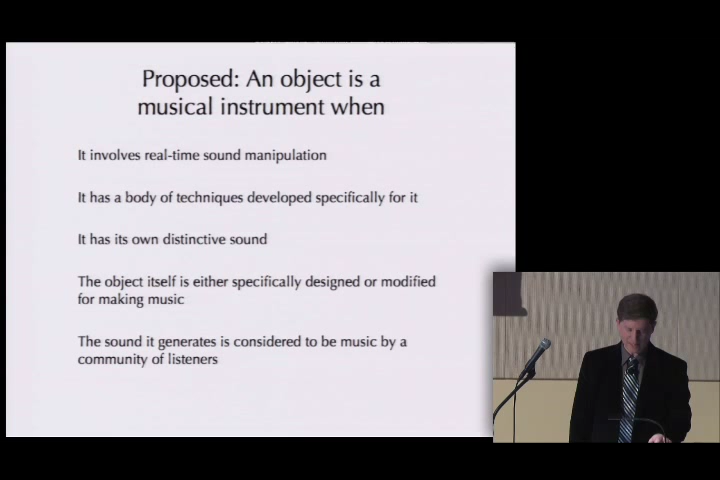 Proposed: An object is a
musical instrument when
It involves real-time sound manipulation
It has a body of techniques developed specifically for it
It has its own distinctive sound
The object itself is either specifically designed or modified
for making music
The sound it generates is considered to be music by a
community of listeners